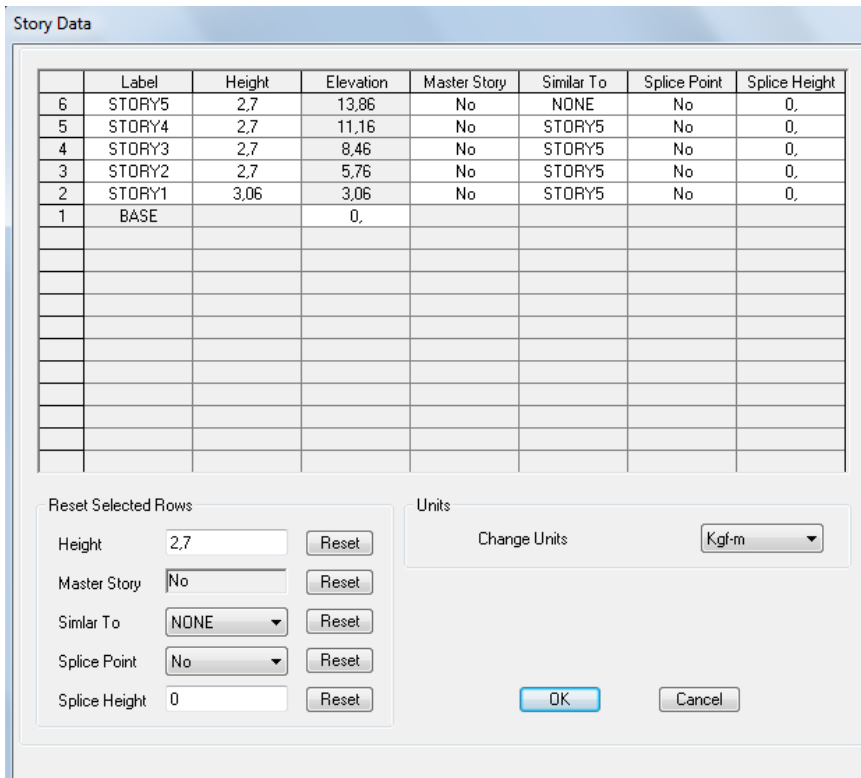 Story Data
Label Height Elevation Master Story Similar To Splice Point Splice Height
6 STORY5 2,7 13,86 No NONE No 0,
5 STORY4 2,7 11,16 No STORY5 No 0,
4 STORY3 2,7 8,46 No STORY5 No 0,
3 STORY2 2,7 5,76 No STORY5 No 0,
2 STORY1 3,06 3,06 No STORY5 No 0,
1 BASE 0,
Reset Selected Rows
Height 2,7 Reset
Master Story No Reset
Simlar To NONE Reset
Splice Point No Reset
Splice Height 0 Reset
Units
Change Units Kgf-m
OK Cancel